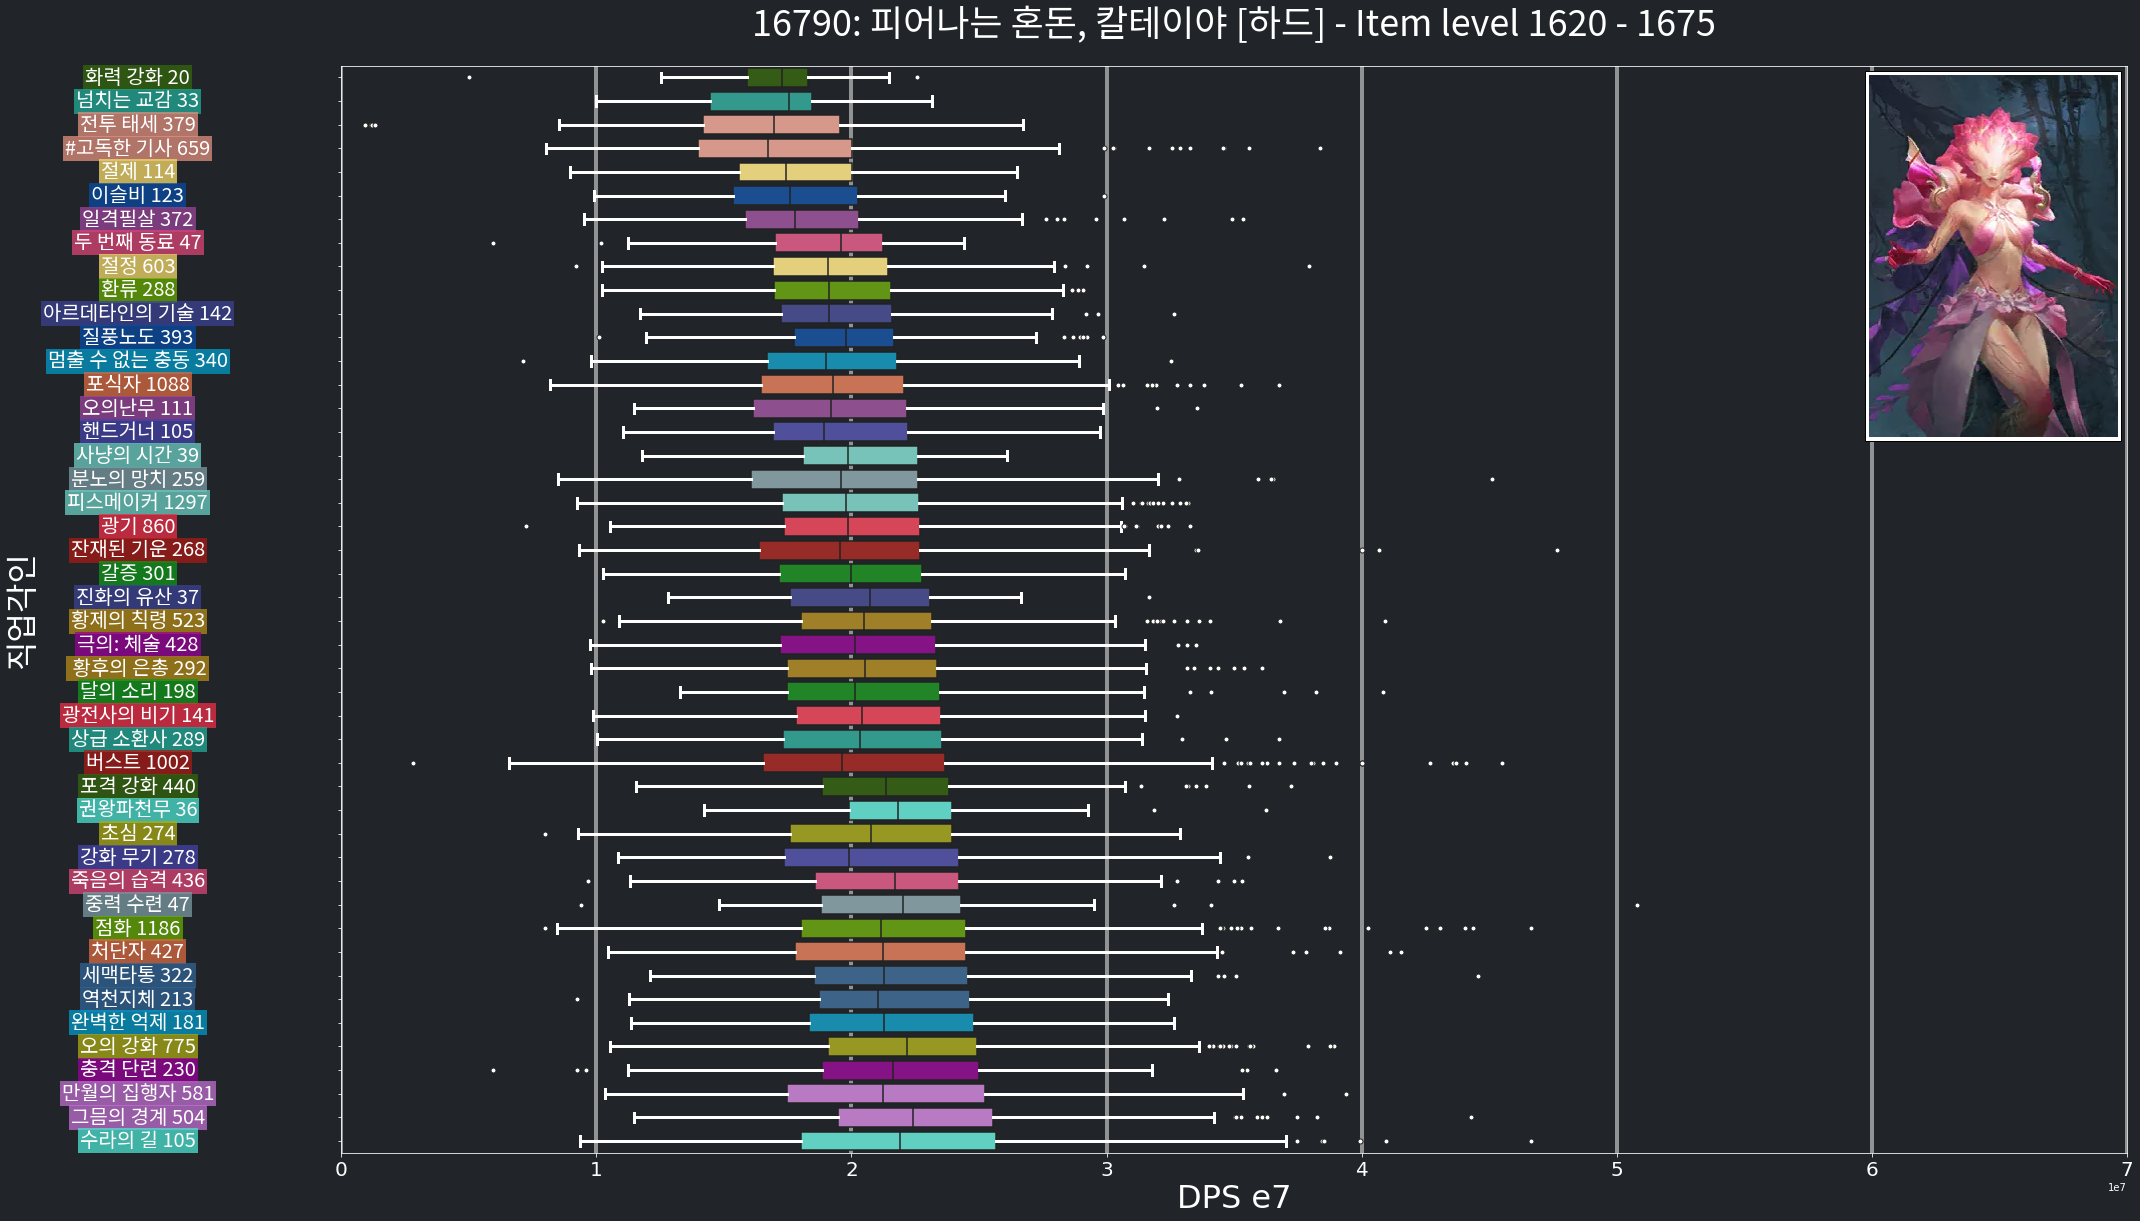 16790: 피어나는 혼돈, 칼테이야 [하드] - Item level 1620 - 1675
화력 강화 20
넘치는 교감 33
전투 태세 379
#고독한 기사 659
절제 114
이슬비 123
일격필살 372
두 번째 동료 47
절정 603
환류 288
아르데타인의 기술 142
질풍노도 393
멈출 수 없는 충동 340
포식자 1088
오의난무 111
핸드거너 105
사냥의 시간 39
분노의 망치 259
피스메이커 1297
광기 860
잔재된 기운 268
갈증 301
진화의 유산 37
황제의 칙령 523
극의: 체술 428
황후의 은총 292
달의 소리 198
광전사의 비기 141
상급 소환사 289
버스트 1002
포격 강화 440
권왕파천무 36
초심 274
강화 무기 278
죽음의 습격 436
중력 수련 47
점화 1186
처단자 427
세맥타통 322
역천지체 213
완벽한 억제 181
오의 강화 775
충격 단련 230
만월의 집행자 581
그믐의 경계 504
수라의 길 105
직업각인
0 1 2 3 4 5 6 7
DPS e7
1e7